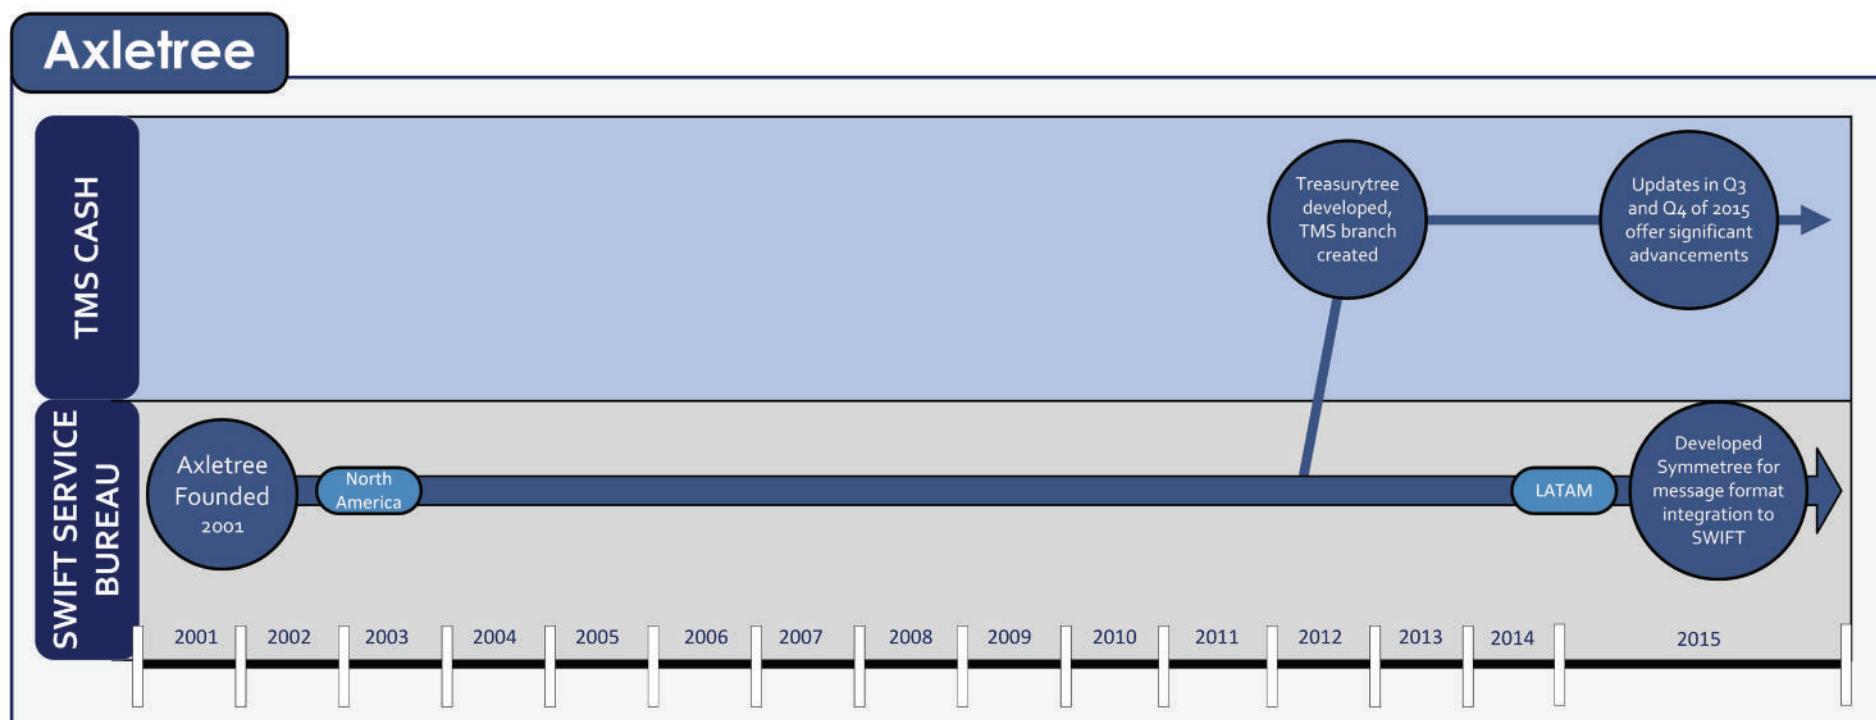 Axletree
TMS CASH
Treasurytree
developed,
TMS branch
created
Updates in Q3
and Q4 of 2015
offer significant
advancements
SWIFT SERVICE
BUREAU
Axletree
Founded
2001
North
America
LATAM
Developed
Symmetree for
message format
integration to
SWIFT
2001 2002 2003 2004 2005 2006 2007 2008 2009 2010 2011 2012 2013 2014 2015